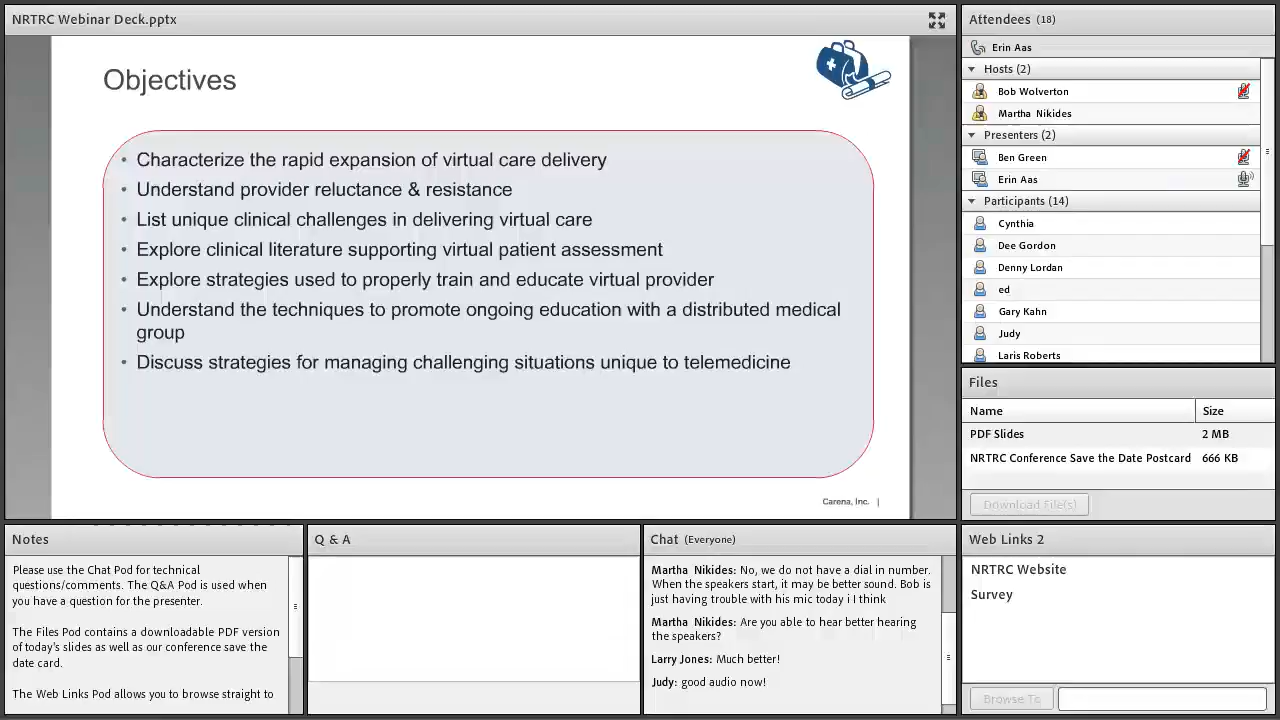 NRTRC Webinar Deck.pptx
Objectives
• Characterize the rapid expansion of virtual care delivery
• Understand provider reluctance & resistance
• List unique clinical challenges in delivering virtual care
• Explore clinical literature supporting virtual patient assessment
• Explore strategies used to properly train and educate virtual provider
• Understand the techniques to promote ongoing education with a distributed medical
group
• Discuss strategies for managing challenging situations unique to telemedicine
Carena, Inc. |
Attendees (18)
Erin Aas
Hosts (2)
Bob Wolverton
Martha Nikides
Presenters (2)
Ben Green
Erin Aas
Participants (14)
Cynthia
Dee Gordon
Denny Lordan
ed
Gary Kahn
Judy
Laris Roberts
Files
Name Size
PDF Slides 2 MB
NRTRC Conference Save the Date Postcard 666 KB
Download File(s)
Notes
Please use the Chat Pod for technical
questions/comments. The Q&A Pod is used when
you have a question for the presenter.
The Files Pod contains a downloadable PDF version
of today's slides as well as our conference save the
date card.
The Web Links Pod allows you to browse straight to
Q & A
Chat (Everyone)
Martha Nikides: No, we do not have a dial in number.
When the speakers start, it may be better sound. Bob is
just having trouble with his mic today i I think
Martha Nikides: Are you able to hear better hearing
the speakers?
Larry Jones: Much better!
Judy: good audio now!
Web Links 2
NRTRC Website
Survey
Browse To